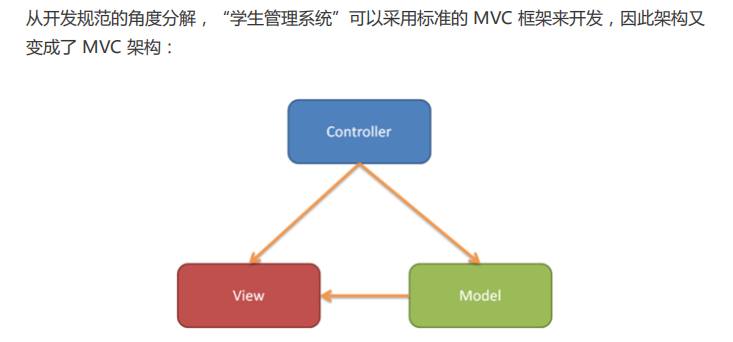 从开发规范的角度分解，“学生管理系统”可以采用标准的 MVC 框架来开发，因此架构又
变成了 MVC 架构：
Controller
View
Model